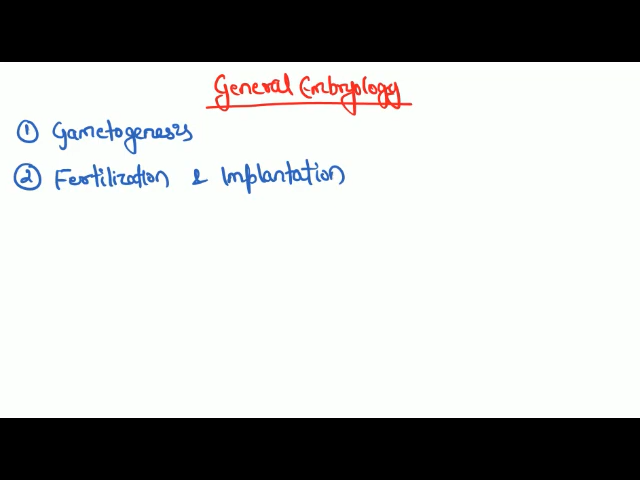 General Embryology
① Gametogenesis
② Fertilization & Implantation